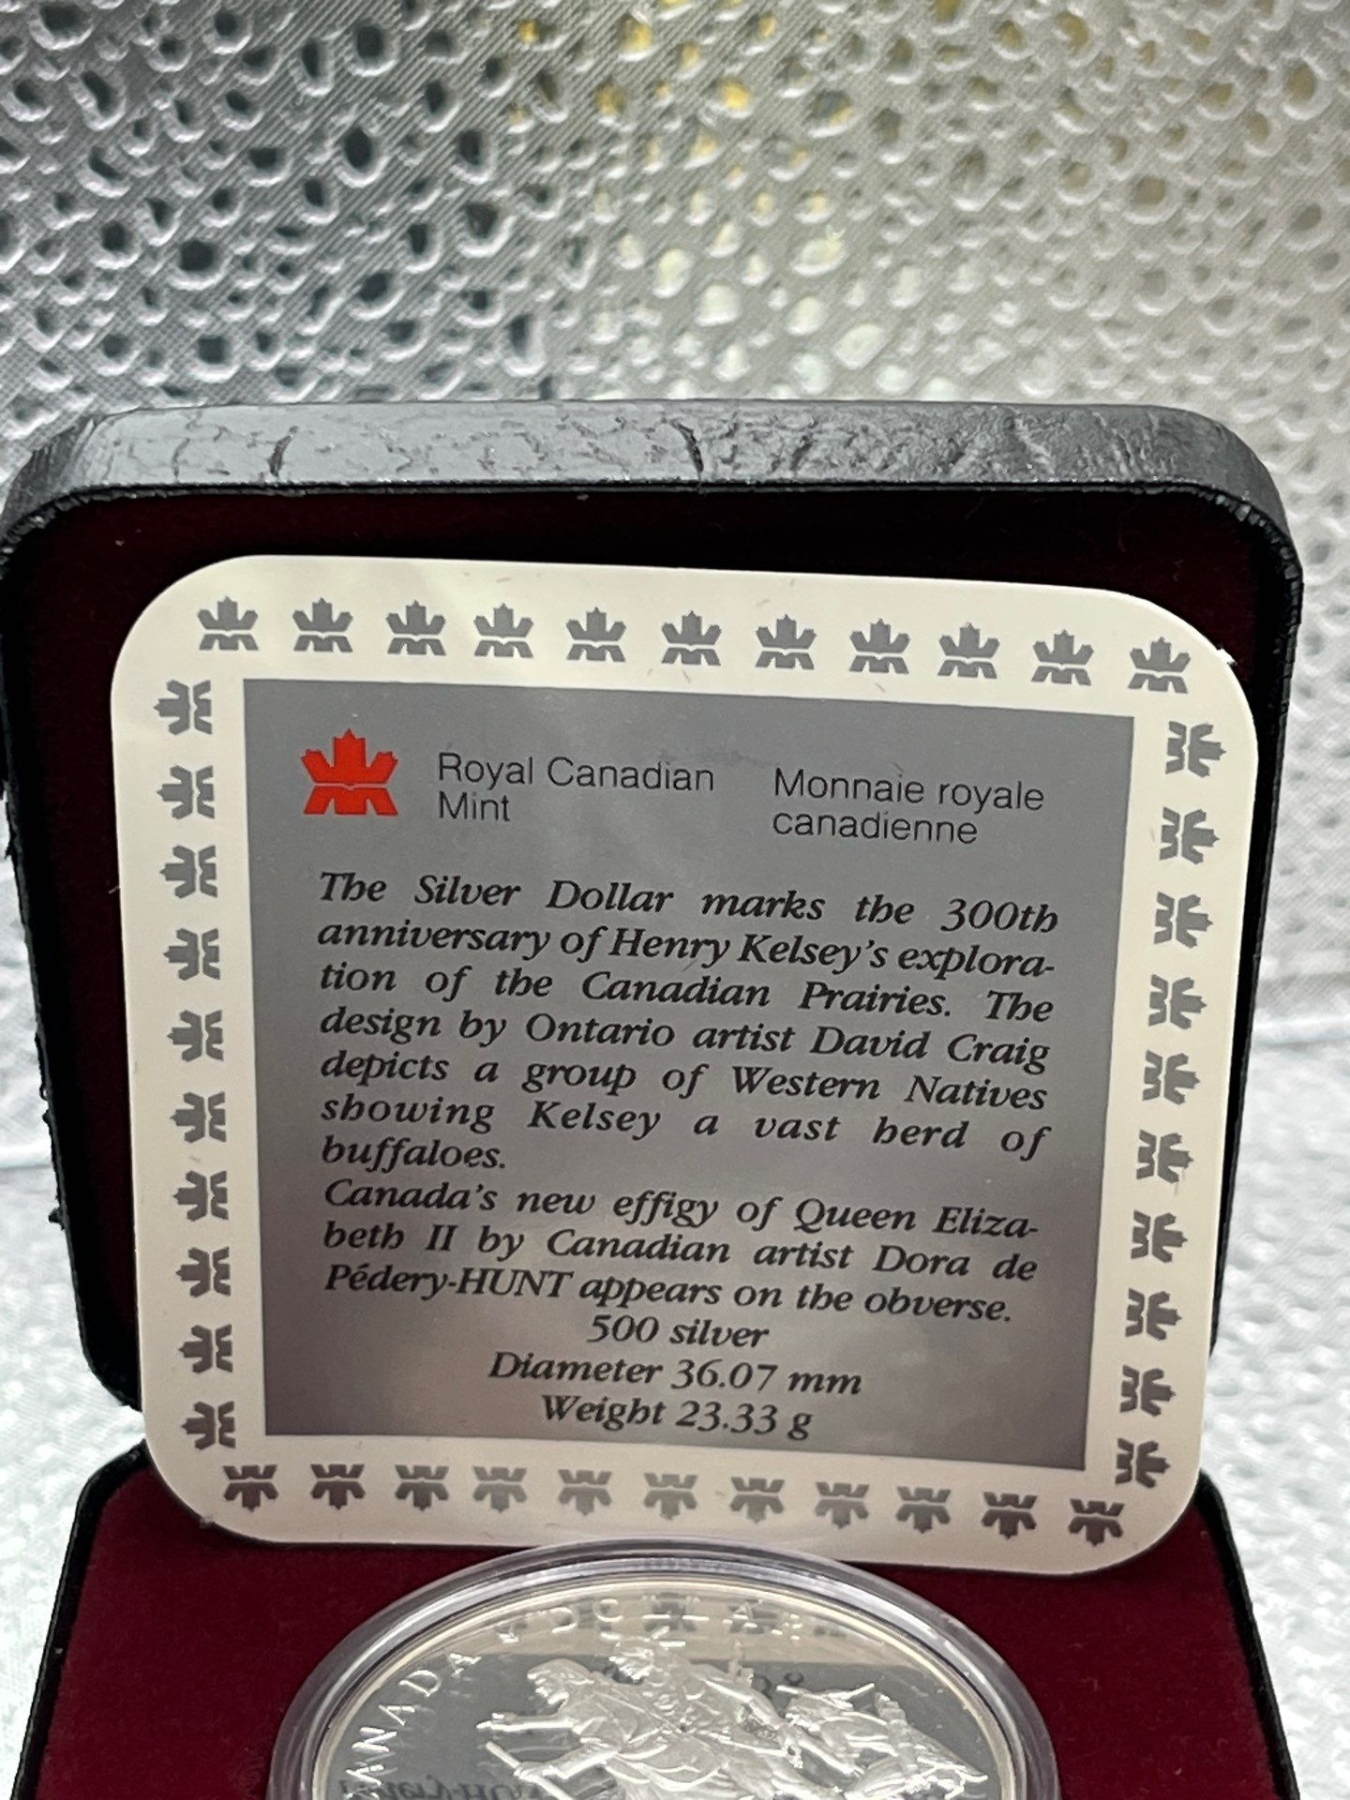 Royal Canadian
Mint
Monnaie royale
canadienne
The Silver Dollar marks the 300th
anniversary of Henry Kelsey's explora-
tion of the Canadian Prairies. The
design by Ontario artist David Craig
depicts a group of Western Natives
showing Kelsey a vast herd of
buffaloes.
Canada's new effigy of Queen Eliza-
beth II by Canadian artist Dora de
Pédery-HUNT appears on the obverse.
500 silver
Diameter 36.07 mm
Weight 23.33 g
CANADA DOLLAR